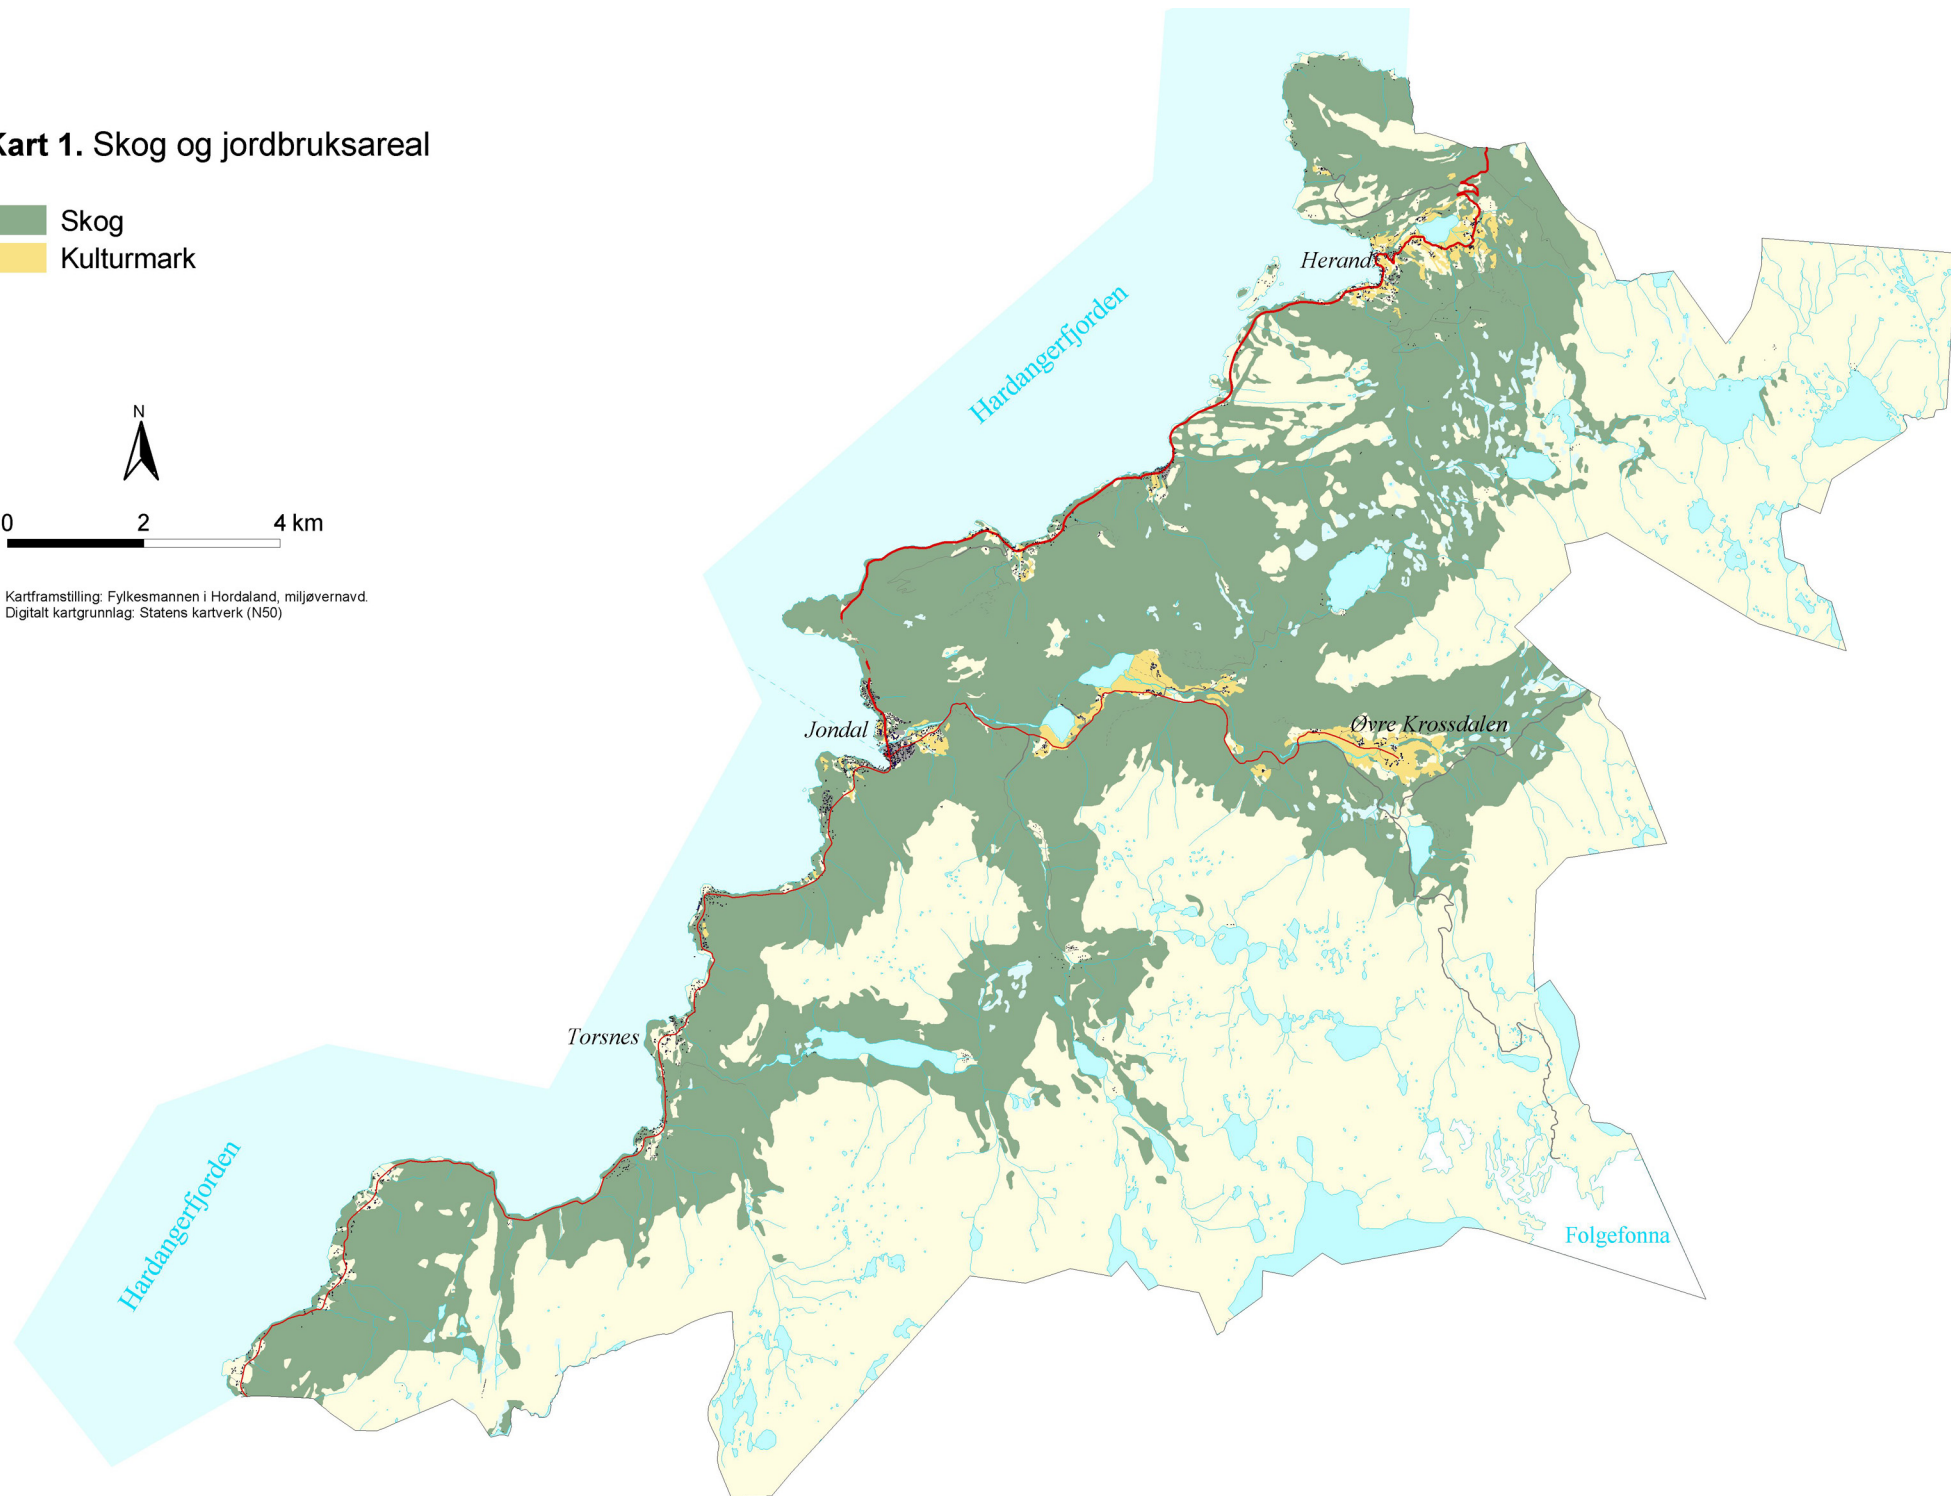 Kart 1. Skog og jordbruksareal
Skog
Kulturmark
N
0 2 4 km
Kartframstilling: Fylkesmannen i Hordaland, miljøvernavd.
Digitalt kartgrunnlag: Statens kartverk (N50)
Herand
Hardangerfjorden
Jondal
Øvre Krossdalen
Torsnes
Hardangerfjorden
Folgefonna